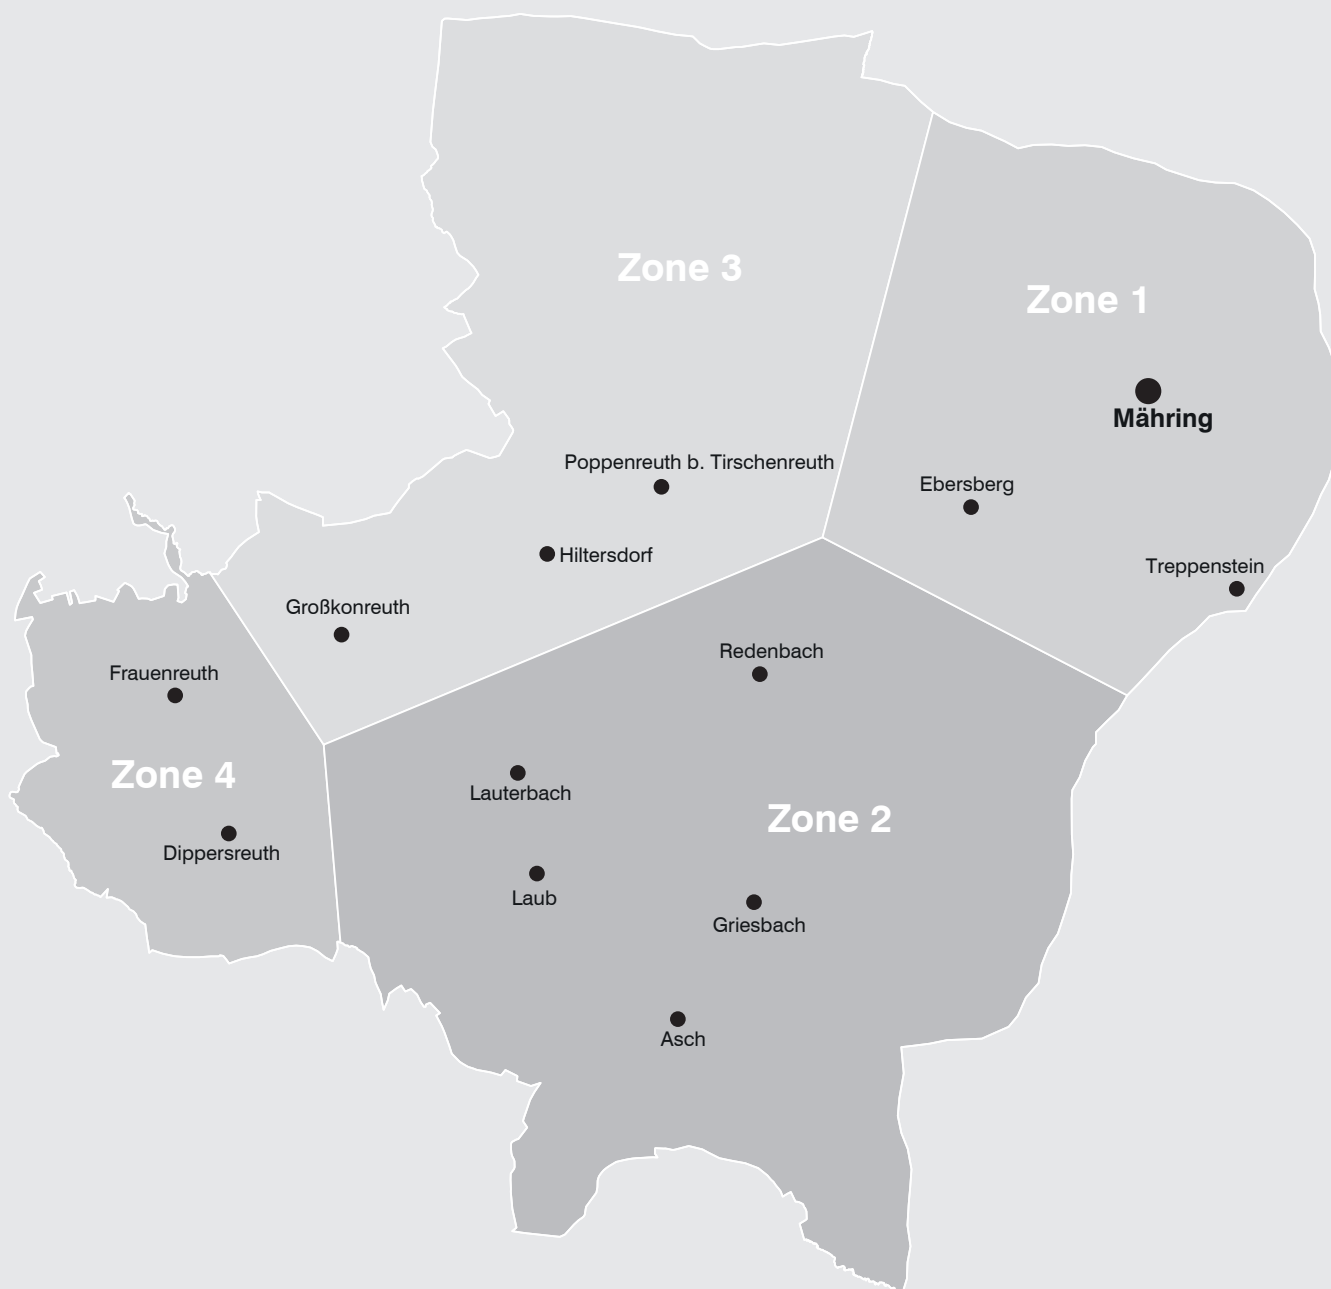 Zone 3
Zone 1
Mähring
Poppenreuth b. Tirschenreuth
Ebersberg
Hiltersdorf
Treppenstein
Großkonreuth
Redenbach
Frauenreuth
Zone 4
Lauterbach
Zone 2
Dippersreuth
Laub
Griesbach
Asch